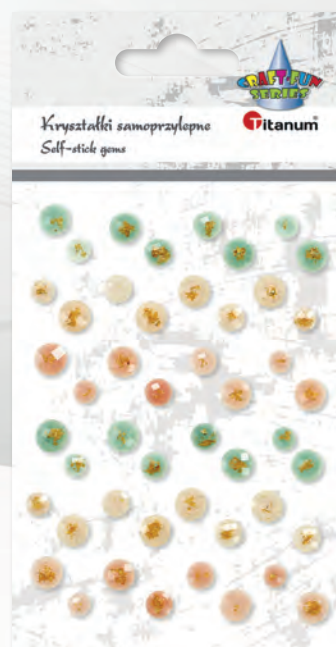 CRAFT-FUN
SERIES
Titanum®
Kryształki samoprzylepne
Self-stick gems